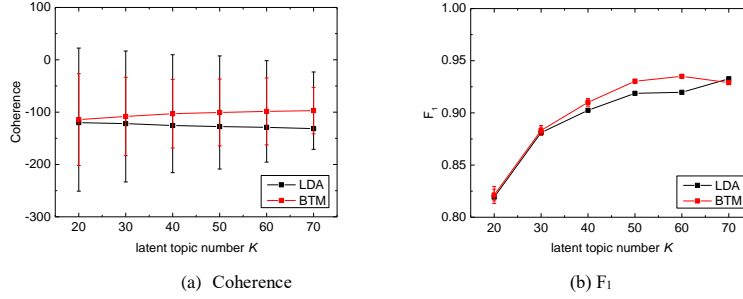 100
0
-100
-200
-300
Coherence
20 30 40 50 60 70
latent topic number K
LDA
BTM
(a) Coherence
1.00
0.95
0.90
0.85
0.80
F₁
20 30 40 50 60 70
latent topic number K
LDA
BTM
(b) F₁